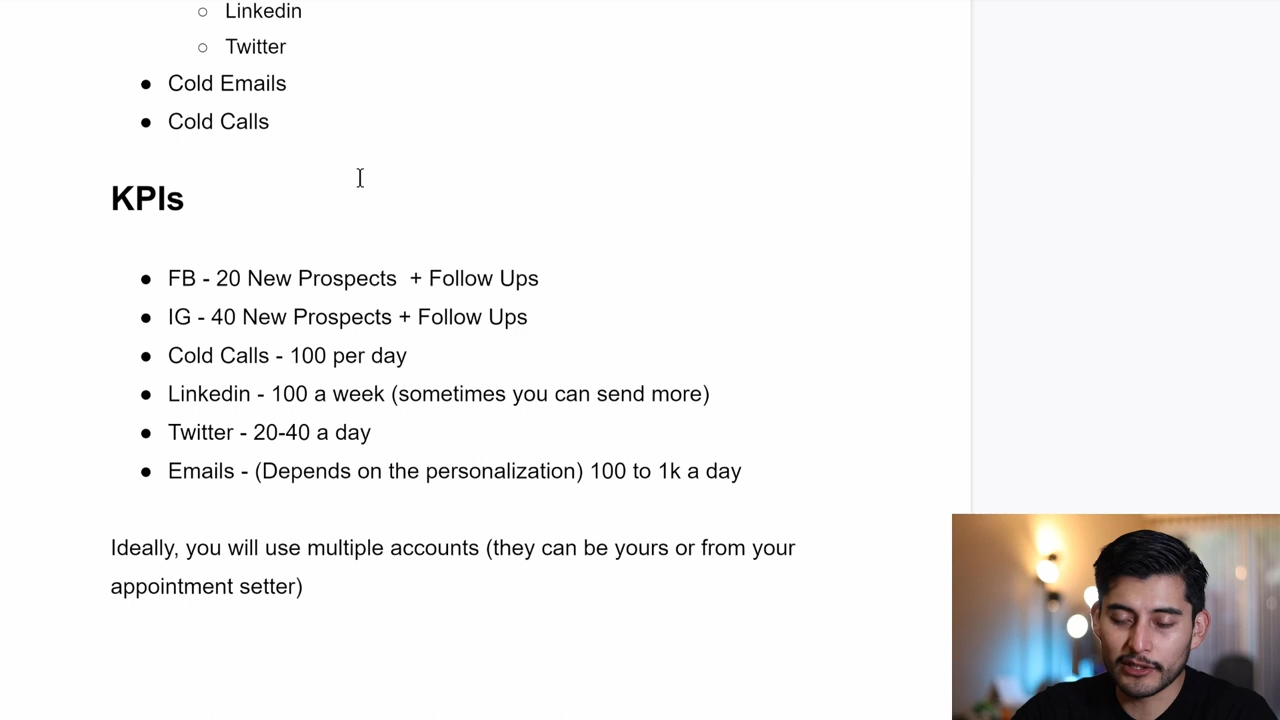 Linkedin
Twitter
Cold Emails
Cold Calls
KPIs
FB - 20 New Prospects  + Follow Ups
IG - 40 New Prospects + Follow Ups
Cold Calls - 100 per day
Linkedin - 100 a week (sometimes you can send more)
Twitter - 20-40 a day
Emails - (Depends on the personalization) 100 to 1k a day
Ideally, you will use multiple accounts (they can be yours or from your
appointment setter)